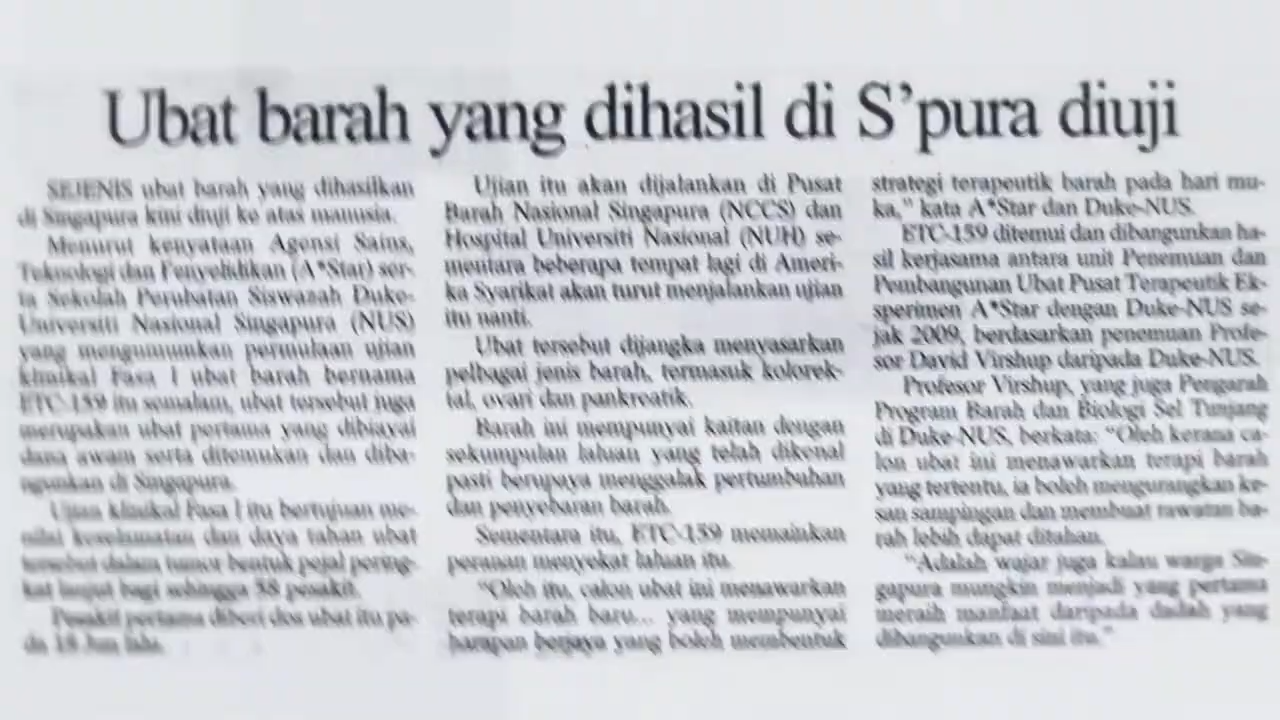 Ubat barah yang dihasil di S'pura diuji
SEJENIS ubat barah yang dihasilkan
di Singapura kini diuji ke atas manusia.
Menurut kenyataan Agensi Sains,
Teknologi dan Penyelidikan (A*Star) ser-
ta Sekolah Perubatan Siswazah Duke-
Universiti Nasional Singapura (NUS)
yang mengumumkan permulaan ujian
klinikal Fasa 1 ubat barah bernama
ETC-159 itu semalam, ubat tersebut juga
merupakan ubat pertama yang dibiayai
dana awam serta ditemukan dan diba-
ngunkan di Singapura.
Ujian klinikal Fasa 1 itu bertujuan me-
nilai keselamatan dan daya tahan ubat
tersebut dalam tumor bentuk pejal pering-
kat lanjut bagi sehingga 58 pesakit.
Pesakit pertama diberi dos ubat itu pa-
da 18 Jun lalu.
Ujian itu akan dijalankan di Pusat
Barah Nasional Singapura (NCCS) dan
Hospital Universiti Nasional (NUH) se-
mentara beberapa tempat lagi di Ameri-
ka Syarikat akan turut menjalankan ujian
itu nanti.
Ubat tersebut dijangka menyasarkan
pelbagai jenis barah, termasuk kolorek-
tal, ovari dan pankreatik.
Barah ini mempunyai kaitan dengan
sekumpulan laluan yang telah dikenal
pasti berupaya menggalak pertumbuhan
dan penyebaran barah.
Sementara itu, ETC-159 memainkan
peranan menyekat laluan itu.
"Oleh itu, calon ubat ini menawarkan
terapi barah baru... yang mempunyai
harapan berjaya yang boleh membentuk
strategi terapeutik barah pada hari mu-
ka," kata A*Star dan Duke-NUS.
ETC-159 ditemui dan dibangunkan ha-
sil kerjasama antara unit Penemuan dan
Pembangunan Ubat Pusat Terapeutik Ek-
sperimen A*Star dengan Duke-NUS se-
jak 2009, berdasarkan penemuan Profe-
sor David Virshup daripada Duke-NUS.
Profesor Virshup, yang juga Pengarah
Program Barah dan Biologi Sel Tunjang
di Duke-NUS, berkata: "Oleh kerana ca-
lon ubat ini menawarkan terapi barah
yang tertentu, ia boleh mengurangkan ke-
san sampingan dan membuat rawatan ba-
rah lebih dapat ditahan.
"Adalah wajar juga kalau warga Sin-
gapura mungkin menjadi yang pertama
meraih manfaat daripada dadah yang
dibangunkan di sini itu."